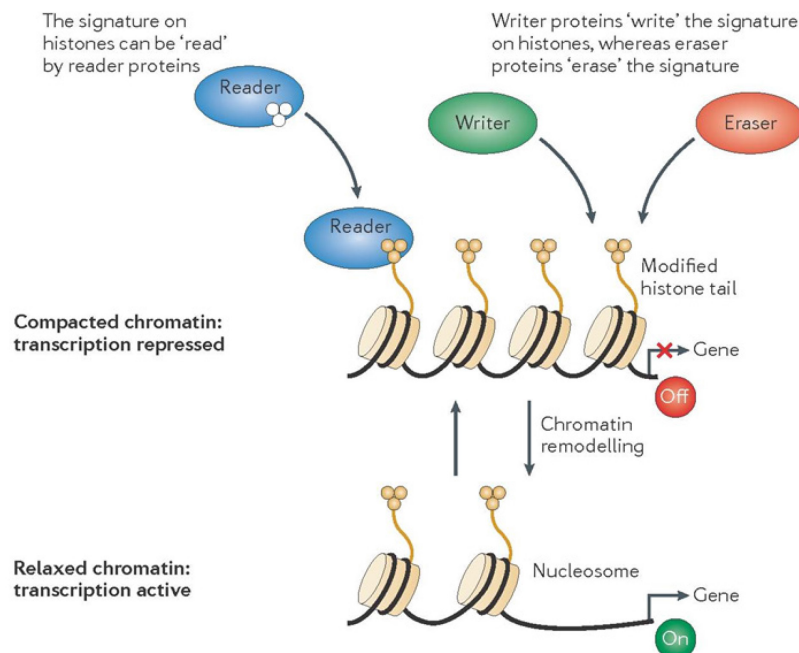 The signature on
histones can be ‘read’
by reader proteins
Writer proteins ‘write’ the signature
on histones, whereas eraser
proteins ‘erase’ the signature
Reader
Writer
Eraser
Reader
Modified
histone tail
Compacted chromatin:
transcription repressed
Gene
Off
Chromatin
remodelling
Relaxed chromatin:
transcription active
Nucleosome
Gene
On